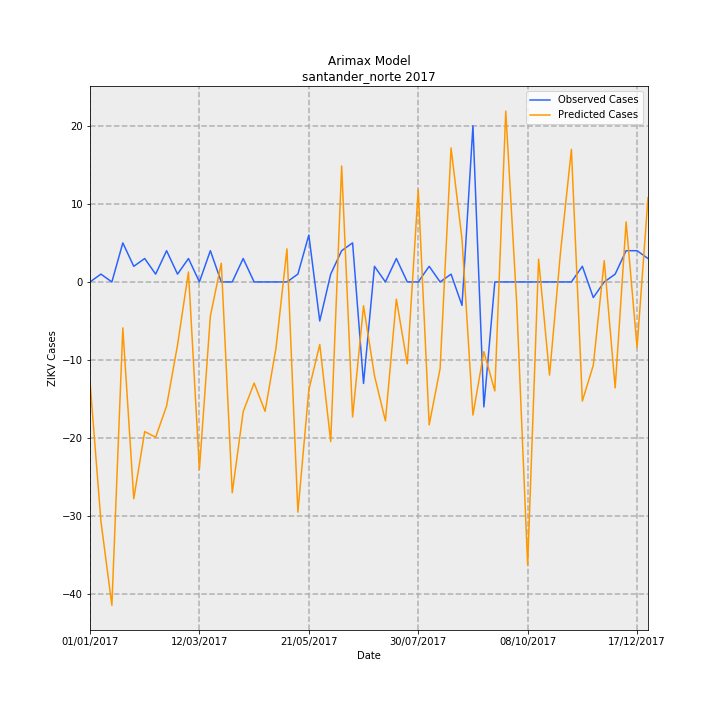 Arimax Model
santander_norte 2017
Observed Cases
Predicted Cases
20
10
0
−10
−20
−30
−40
ZIKV Cases
01/01/2017
12/03/2017
21/05/2017
30/07/2017
08/10/2017
17/12/2017
Date